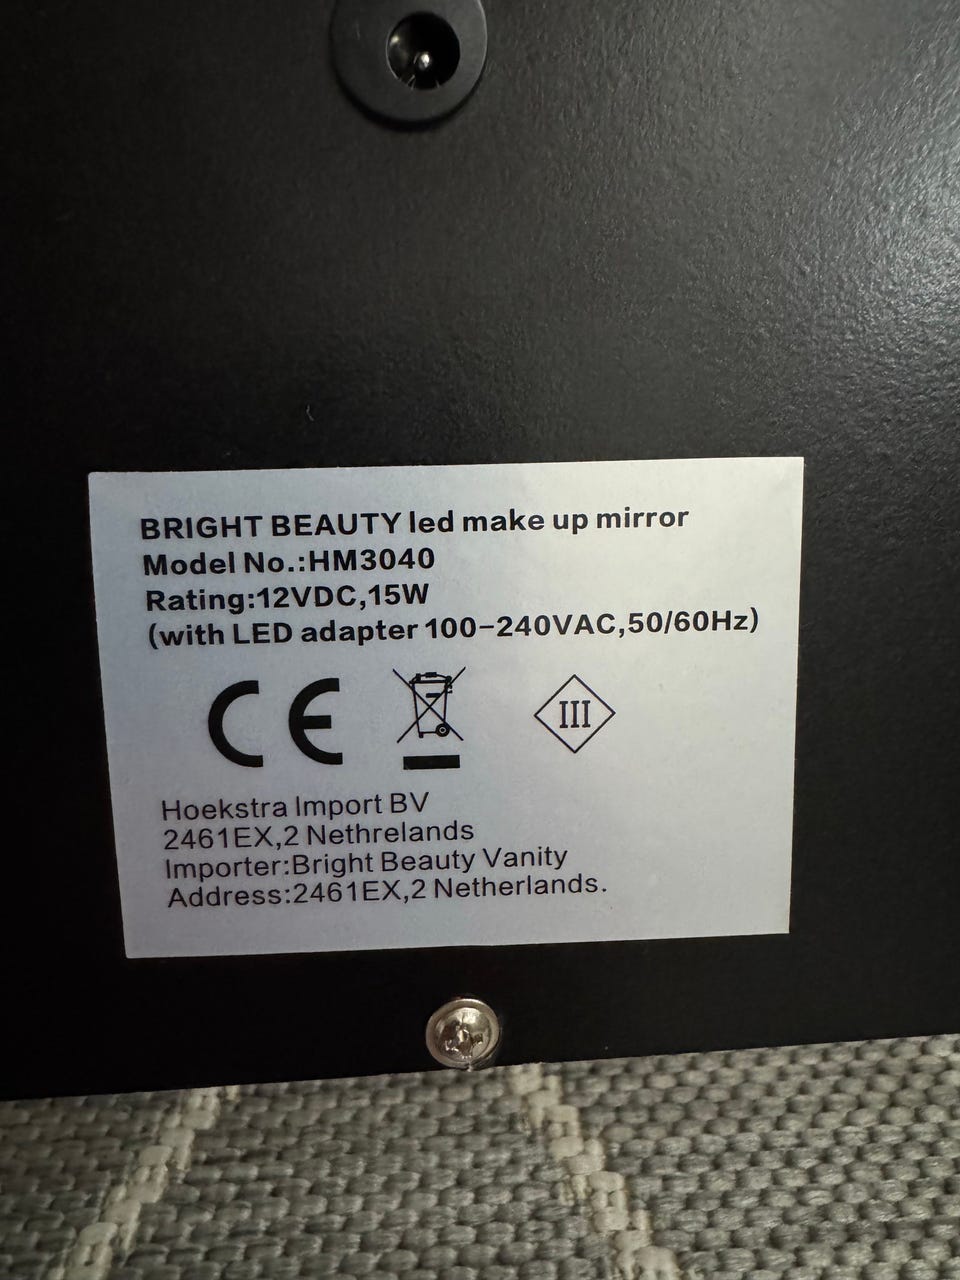 BRIGHT BEAUTY led make up mirror
Model No.:HM3040
Rating:12VDC,15W
(with LED adapter 100-240VAC,50/60Hz)
CE
III
Hoekstra Import BV
2461EX,2 Nethrelands
Importer:Bright Beauty Vanity
Address:2461EX,2 Netherlands.